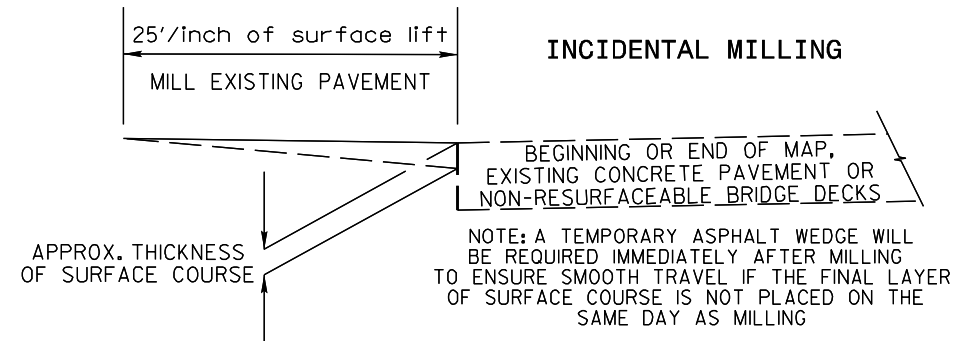 25'/inch of surface lift
INCIDENTAL MILLING
MILL EXISTING PAVEMENT
BEGINNING OR END OF MAP,
EXISTING CONCRETE PAVEMENT OR
NON-RESURFACEABLE BRIDGE DECKS
APPROX. THICKNESS
OF SURFACE COURSE
NOTE: A TEMPORARY ASPHALT WEDGE WILL
BE REQUIRED IMMEDIATELY AFTER MILLING
TO ENSURE SMOOTH TRAVEL IF THE FINAL LAYER
OF SURFACE COURSE IS NOT PLACED ON THE
SAME DAY AS MILLING